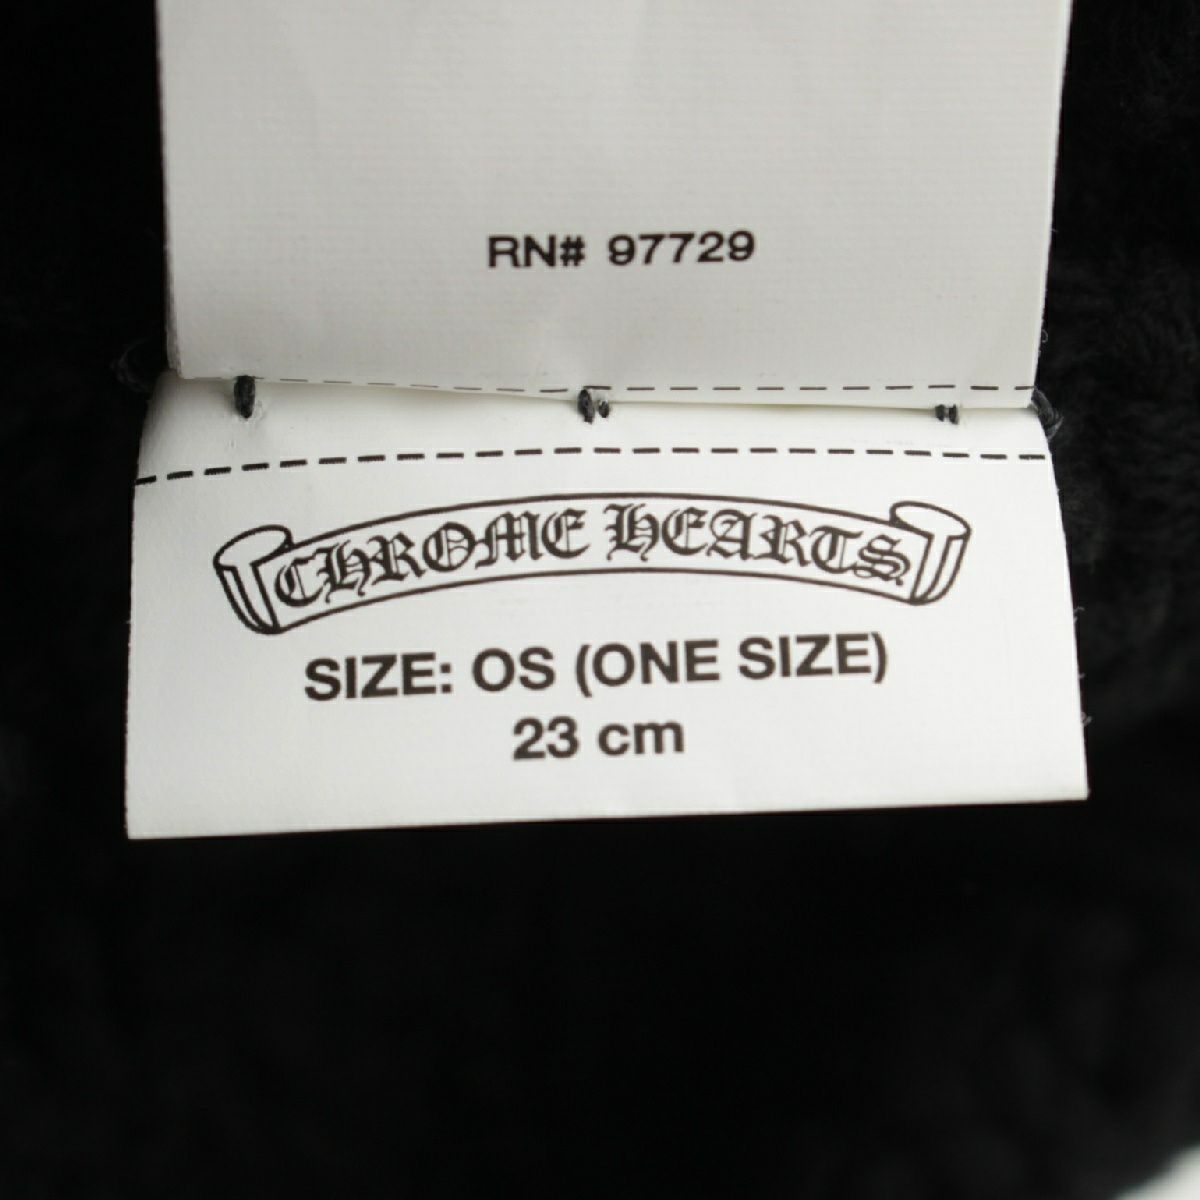 RN# 97729
CHROME HEARTS
SIZE: OS (ONE SIZE)
23 cm